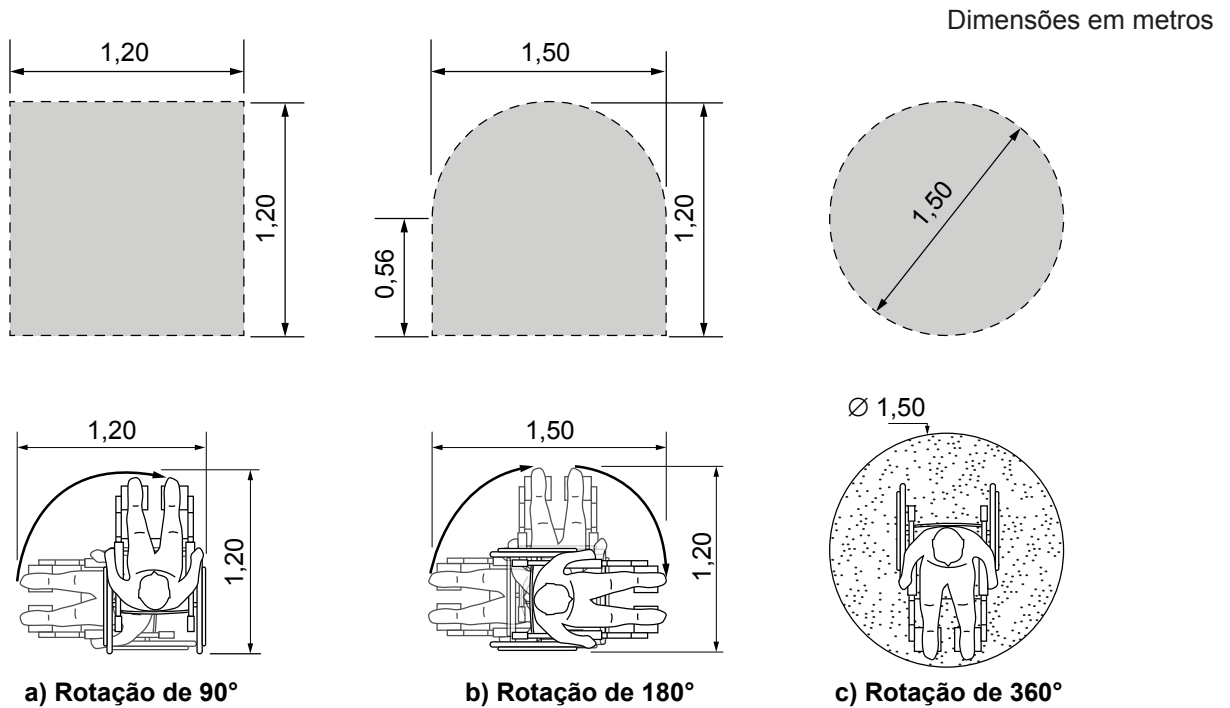 Dimensões em metros
1,20
1,50
1,20
1,20
1,50
0,56
1,20
1,50
Ø 1,50
1,20
1,20
a) Rotação de 90°
b) Rotação de 180°
c) Rotação de 360°